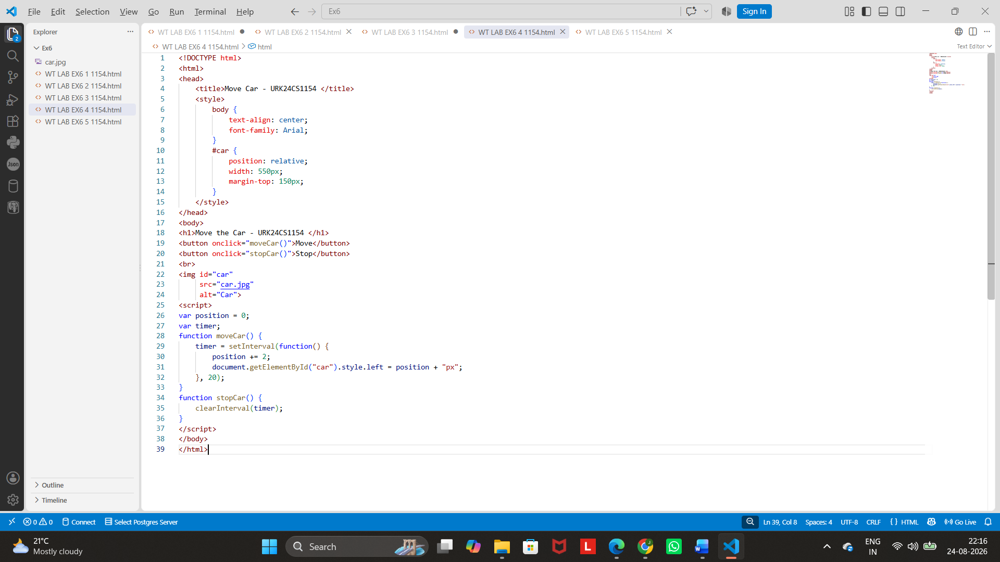 File Edit Selection View Go Run Terminal Help
Ex6
Sign In
Explorer
2
WT LAB EX6 1 1154.html
WT LAB EX6 2 1154.html
WT LAB EX6 3 1154.html
WT LAB EX6 4 1154.html
WT LAB EX6 5 1154.html
WT LAB EX6 4 1154.html > html
Text Editor
Ex6
car.jpg
WT LAB EX6 1 1154.html
WT LAB EX6 2 1154.html
WT LAB EX6 3 1154.html
WT LAB EX6 4 1154.html
WT LAB EX6 5 1154.html
Json
1 <!DOCTYPE html>
2 <html>
3 <head>
4 <title>Move Car - URK24CS1154 </title>
5 <style>
6 body {
7 text-align: center;
8 font-family: Arial;
9 }
10 #car {
11 position: relative;
12 width: 550px;
13 margin-top: 150px;
14 }
15 </style>
16 </head>
17 <body>
18 <h1>Move the Car - URK24CS1154 </h1>
19 <button onclick="moveCar()">Move</button>
20 <button onclick="stopCar()">Stop</button>
21 <br>
22 <img id="car"
23 src="car.jpg"
24 alt="Car">
25 <script>
26 var position = 0;
27 var timer;
28 function moveCar() {
29 timer = setInterval(function() {
30 position += 2;
31 document.getElementById("car").style.left = position + "px";
32 }, 20);
33 }
34 function stopCar() {
35 clearInterval(timer);
36 }
37 </script>
38 </body>
39 </html>
Outline
Timeline
0 0 Connect Select Postgres Server
Ln 39, Col 8 Spaces: 4 UTF-8 CRLF {} HTML Go Live
21°C
Mostly cloudy
Search
L
W
J
ENG
IN
22:16
24-08-2026